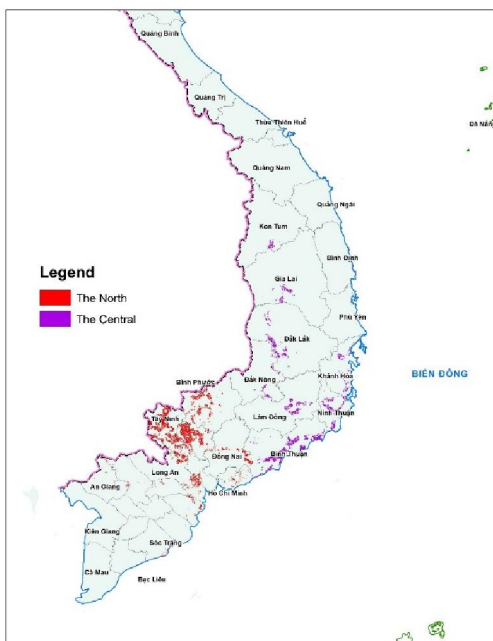 Quảng Bình
Quảng Trị
Thừa Thiên Huế
Đà Nẵng
Quảng Nam
Quảng Ngãi
Kon Tum
Bình Định
Gia Lai
Legend
The North
The Central
Phú Yên
Đắk Lắk
BIỂN ĐÔNG
Khánh Hòa
Đắk Nông
Bình Phước
Ninh Thuận
Tây Ninh
Lâm Đồng
Bình Thuận
Đồng Nai
Long An
An Giang
Hồ Chí Minh
Kiên Giang
Sóc Trăng
Cà Mau
Bạc Liêu